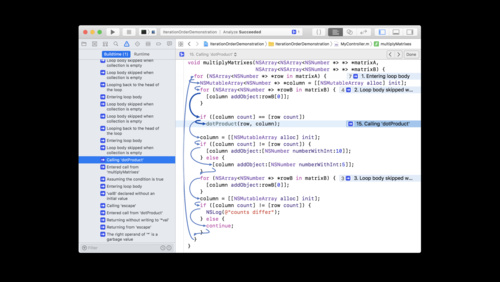 IterationOrderDemonstration | Analyze Succeeded
IterationOrderDemonstration
IterationOrderDemonstration
MyController.m
multiplyMatrixes
Buildtime (1)
Runtime
15. Calling 'dotProduct'
Done
Loop body skipped when
collection is empty
Loop body skipped when
collection is empty
Looping back to the head of
the loop
Entering loop body
Loop body skipped when
collection is empty
Loop body skipped when
collection is empty
Looping back to the head of
the loop
Entering loop body
Loop body skipped when
collection is empty
Calling 'dotProduct'
Entered call from
'multiplyMatrixes'
Assuming the condition is true
Entering loop body
'valB' declared without an
initial value
Calling 'escape'
Entered call from 'dotProduct'
Returning without writing to '*val'
Returning from 'escape'
The right operand of '*' is a
garbage value
Filter
void multiplyMatrixes(NSArray<NSArray<NSNumber *> *> *matrixA,
NSArray<NSArray<NSNumber *> *> *matrixB) {
for (NSArray<NSNumber *> *row in matrixA) {
1. Entering loop body
NSMutableArray<NSNumber *> *column = [[NSMutableArray alloc] init];
for (NSArray<NSNumber *> *rowB in matrixB) {
2. Loop body skipped w...
[column addObject:rowB[0]];
}
if ([column count] == [row count])
dotProduct(row, column);
15. Calling 'dotProduct'
column = [[NSMutableArray alloc] init];
if ([column count] != [row count]) {
[column addObject:[NSNumber numberWithInt:10]];
} else {
[column addObject:[NSNumber numberWithInt:5]];
}
for (NSArray<NSNumber *> *rowB in matrixB) {
3. Loop body skipped w...
[column addObject:rowB[0]];
}
column = [[NSMutableArray alloc] init];
if ([column count] != [row count]) {
NSLog(@"counts differ");
} else {
continue;
}
}